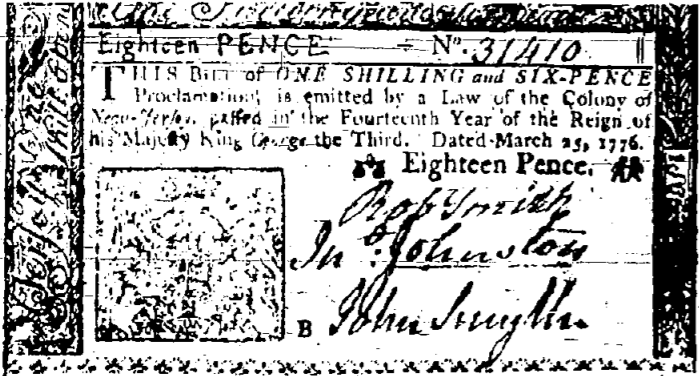 Eighteen PENCE No. 31410
THIS Bill of ONE SHILLING and SIX-PENCE
Proclamation, is emitted by a Law of the Colony of
New-Jersey, passed in the Fourteenth Year of the Reign of
his Majesty King George the Third. Dated March 25, 1776.
Eighteen Pence.
Robt Smith
Jno. Johnston
B John Smyth